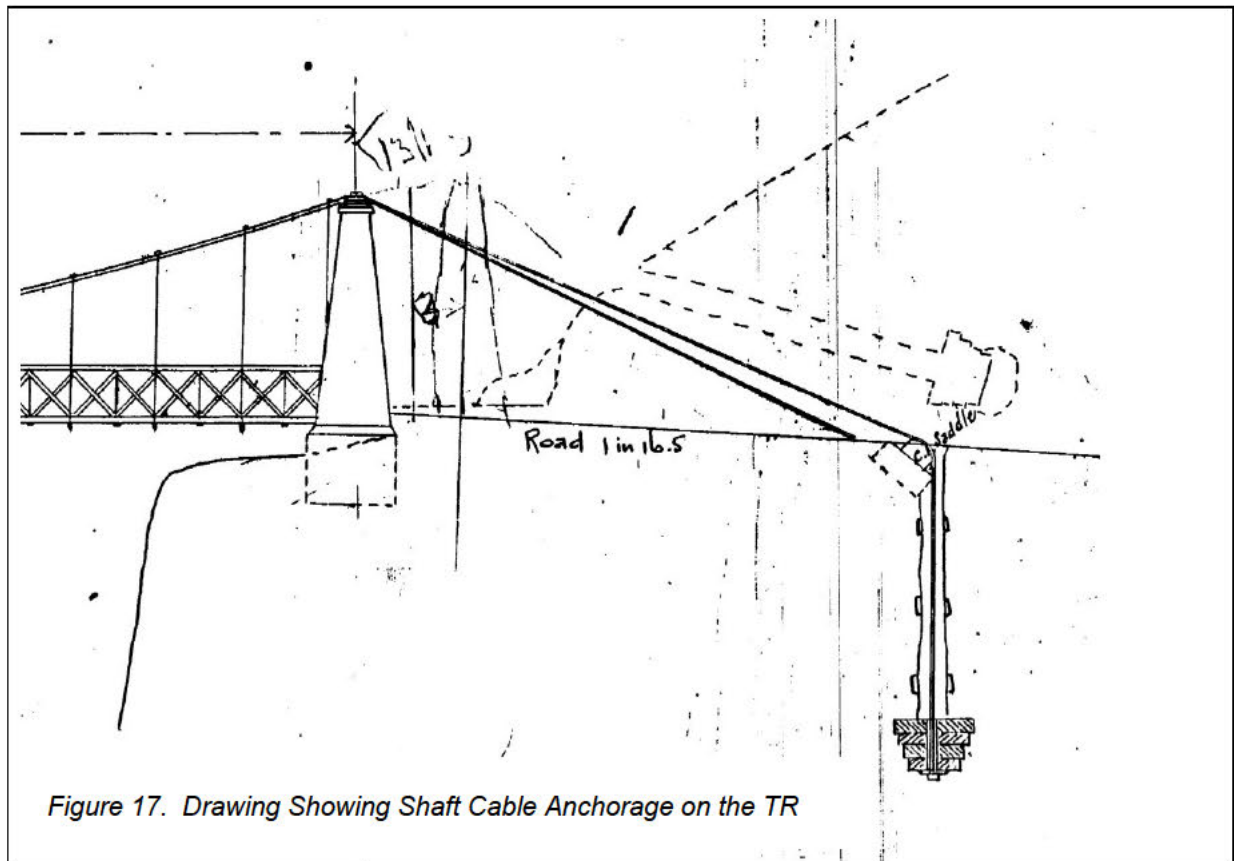 Road 1 in 16.5
Saddle
Figure 17. Drawing Showing Shaft Cable Anchorage on the TR